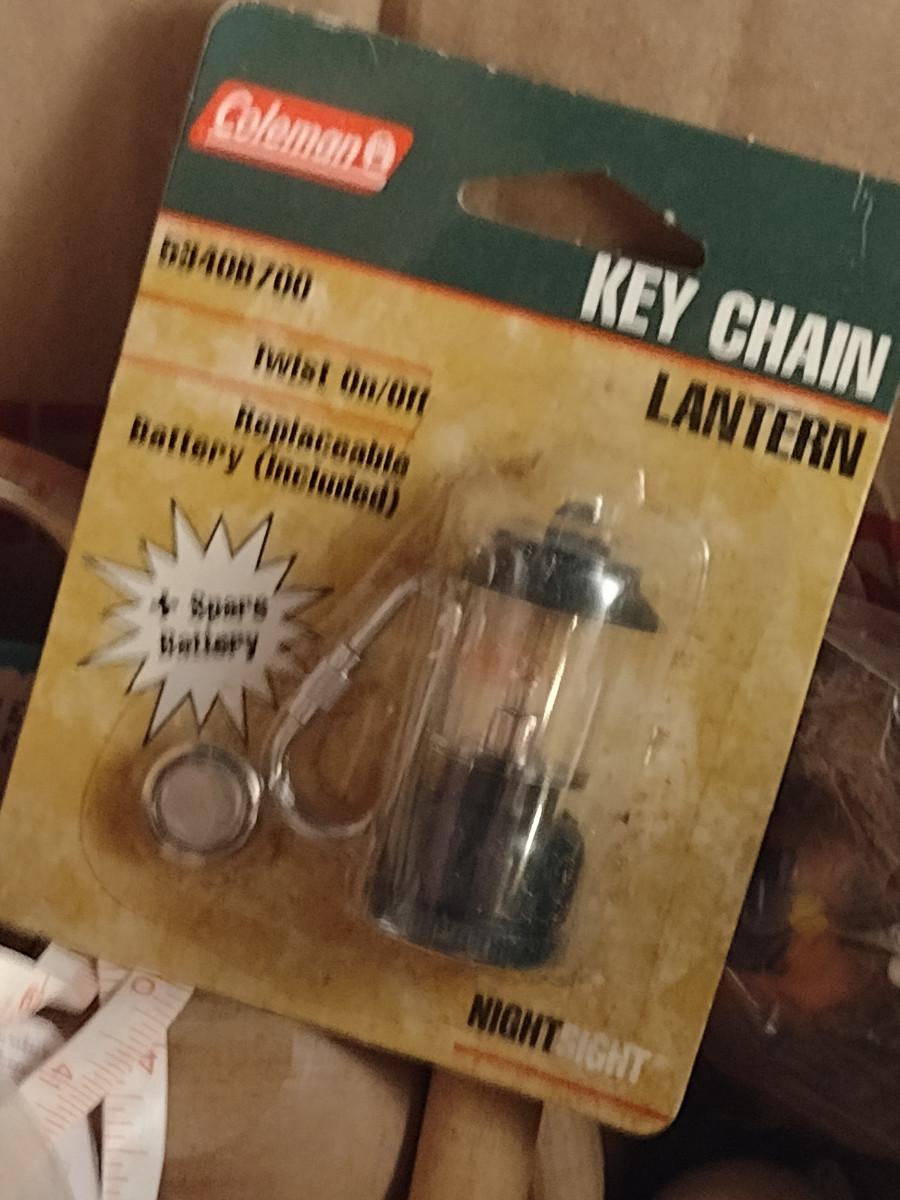 Coleman
KEY CHAIN
LANTERN
5340B700
Twist On/Off
Replaceable
Battery (Included)
+ Spare
Battery
NIGHTSIGHT